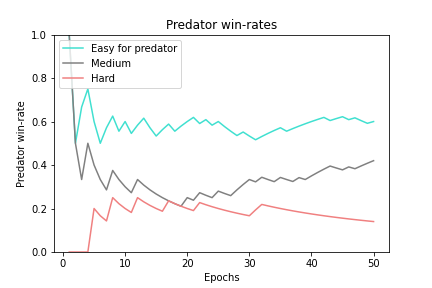 Predator win-rates
1.0
0.8
0.6
0.4
0.2
0.0
Predator win-rate
Easy for predator
Medium
Hard
0
10
20
30
40
50
Epochs